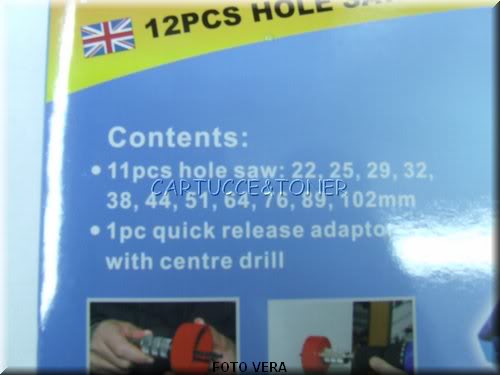 12PCS HOLE
Contents:
• 11pcs hole saw: 22, 25, 29, 32,
CARTUCCE&TONER
38, 44, 51, 64, 76, 89, 102mm
• 1pc quick release adapto
with centre drill
FOTO VERA